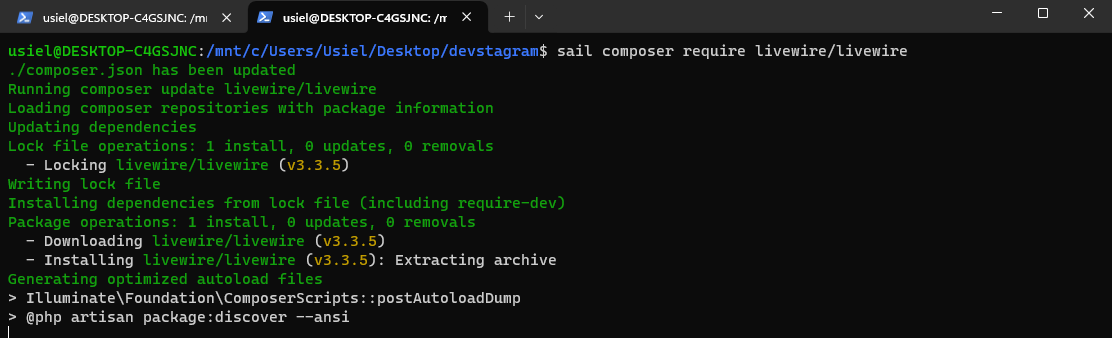 usiel@DESKTOP-C4GSJNC: /mn
usiel@DESKTOP-C4GSJNC: /m
usiel@DESKTOP-C4GSJNC:/mnt/c/Users/Usiel/Desktop/devstagram$ sail composer require livewire/livewire
./composer.json has been updated
Running composer update livewire/livewire
Loading composer repositories with package information
Updating dependencies
Lock file operations: 1 install, 0 updates, 0 removals
  - Locking livewire/livewire (v3.3.5)
Writing lock file
Installing dependencies from lock file (including require-dev)
Package operations: 1 install, 0 updates, 0 removals
  - Downloading livewire/livewire (v3.3.5)
  - Installing livewire/livewire (v3.3.5): Extracting archive
Generating optimized autoload files
> Illuminate\Foundation\ComposerScripts::postAutoloadDump
> @php artisan package:discover --ansi